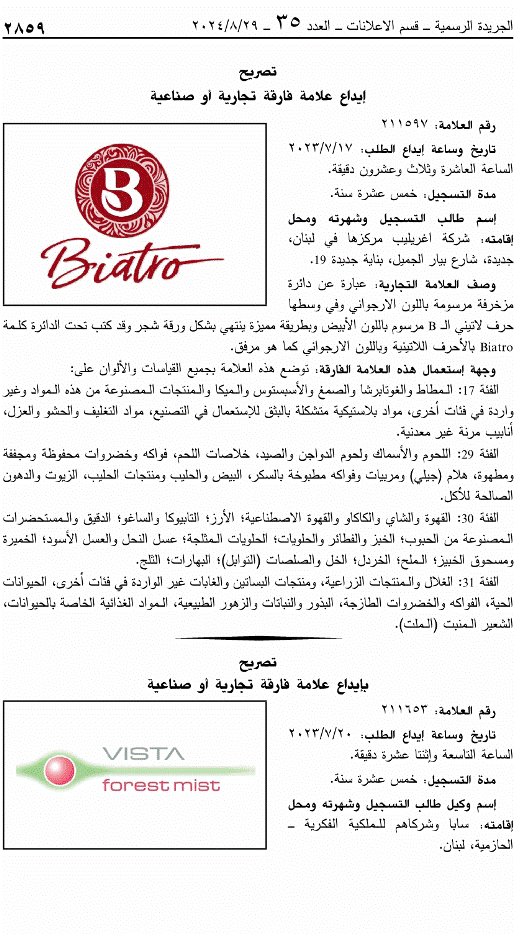 الجريدة الرسمية ــ قسم الاعلانات ــ العدد ٣٥ ــ ٢٠٢٤/٨/٢٩
٢٨٥٩
تصريح
إيداع علامة فارقة تجارية أو صناعية
رقم العلامة: ٢١١٥٩٧
تاريخ وساعة إيداع الطلب: ٢٠٢٣/٧/١٧
الساعة العاشرة وثلاث وعشرون دقيقة.
مدة التسجيل: خمس عشرة سنة.
إسم طالب التسجيل وشهرته ومحل
إقامته: شركة اغريليب مركزها في لبنان،
جديدة، شارع بيار الجميل، بناية جديدة 19.
وصف العلامة التجارية: عبارة عن دائرة
مزخرفة مرسومة باللون الارجواني وفي وسطها
B
Biatro
حرف لاتيني الـ B مرسوم باللون الأبيض وبطريقة مميزة ينتهي بشكل ورقة شجر وقد كتب تحت الدائرة كلمة
Biatro بالأحرف اللاتينية وباللون الارجواني كما هو مرفق.
وجهة إستعمال هذه العلامة الفارقة: توضع هذه العلامة بجميع القياسات والألوان على:
الفئة 17: المطاط والغوتابرشا والصمغ والأسبستوس والميكا والمنتجات المصنوعة من هذه المواد وغير
واردة في فئات أخرى، مواد بلاستيكية متشكلة بالبثق للإستعمال في التصنيع، مواد التغليف والحشو والعزل،
أنابيب مرنة غير معدنية.
الفئة 29: اللحوم والأسماك ولحوم الدواجن والصيد، خلاصات اللحم، فواكه وخضروات محفوظة ومجففة
ومطهوة، هلام (جيلي) ومربيات وفواكه مطبوخة بالسكر، البيض والحليب ومنتجات الحليب، الزيوت والدهون
الصالحة للأكل.
الفئة 30: القهوة والشاي والكاكاو والقهوة الاصطناعية؛ الأرز؛ التابيوكا والساغو؛ الدقيق والمستحضرات
المصنوعة من الحبوب؛ الخبز والفطائر والحلويات؛ الحلويات المثلجة؛ عسل النحل والعسل الأسود؛ الخميرة
ومسحوق الخبيز؛ الملح؛ الخردل؛ الخل والصلصات (التوابل)؛ البهارات؛ الثلج.
الفئة 31: الغلال والمنتجات الزراعية، ومنتجات البساتين والغابات غير الواردة في فئات أخرى، الحيوانات
الحية، الفواكه والخضروات الطازجة، البذور والنباتات والزهور الطبيعية، المواد الغذائية الخاصة بالحيوانات،
الشعير المنبت (الملت).
تصريح
بإيداع علامة فارقة تجارية أو صناعية
رقم العلامة: ٢١١٦٥٣
تاريخ وساعة إيداع الطلب: ٢٠٢٣/٧/٢٠
الساعة التاسعة وإثنتا عشرة دقيقة.
مدة التسجيل: خمس عشرة سنة.
إسم وكيل طالب التسجيل وشهرته ومحل
إقامته: سابا وشركاهم للملكية الفكرية ــ
الحازمية، لبنان.
VISTA
forest mist